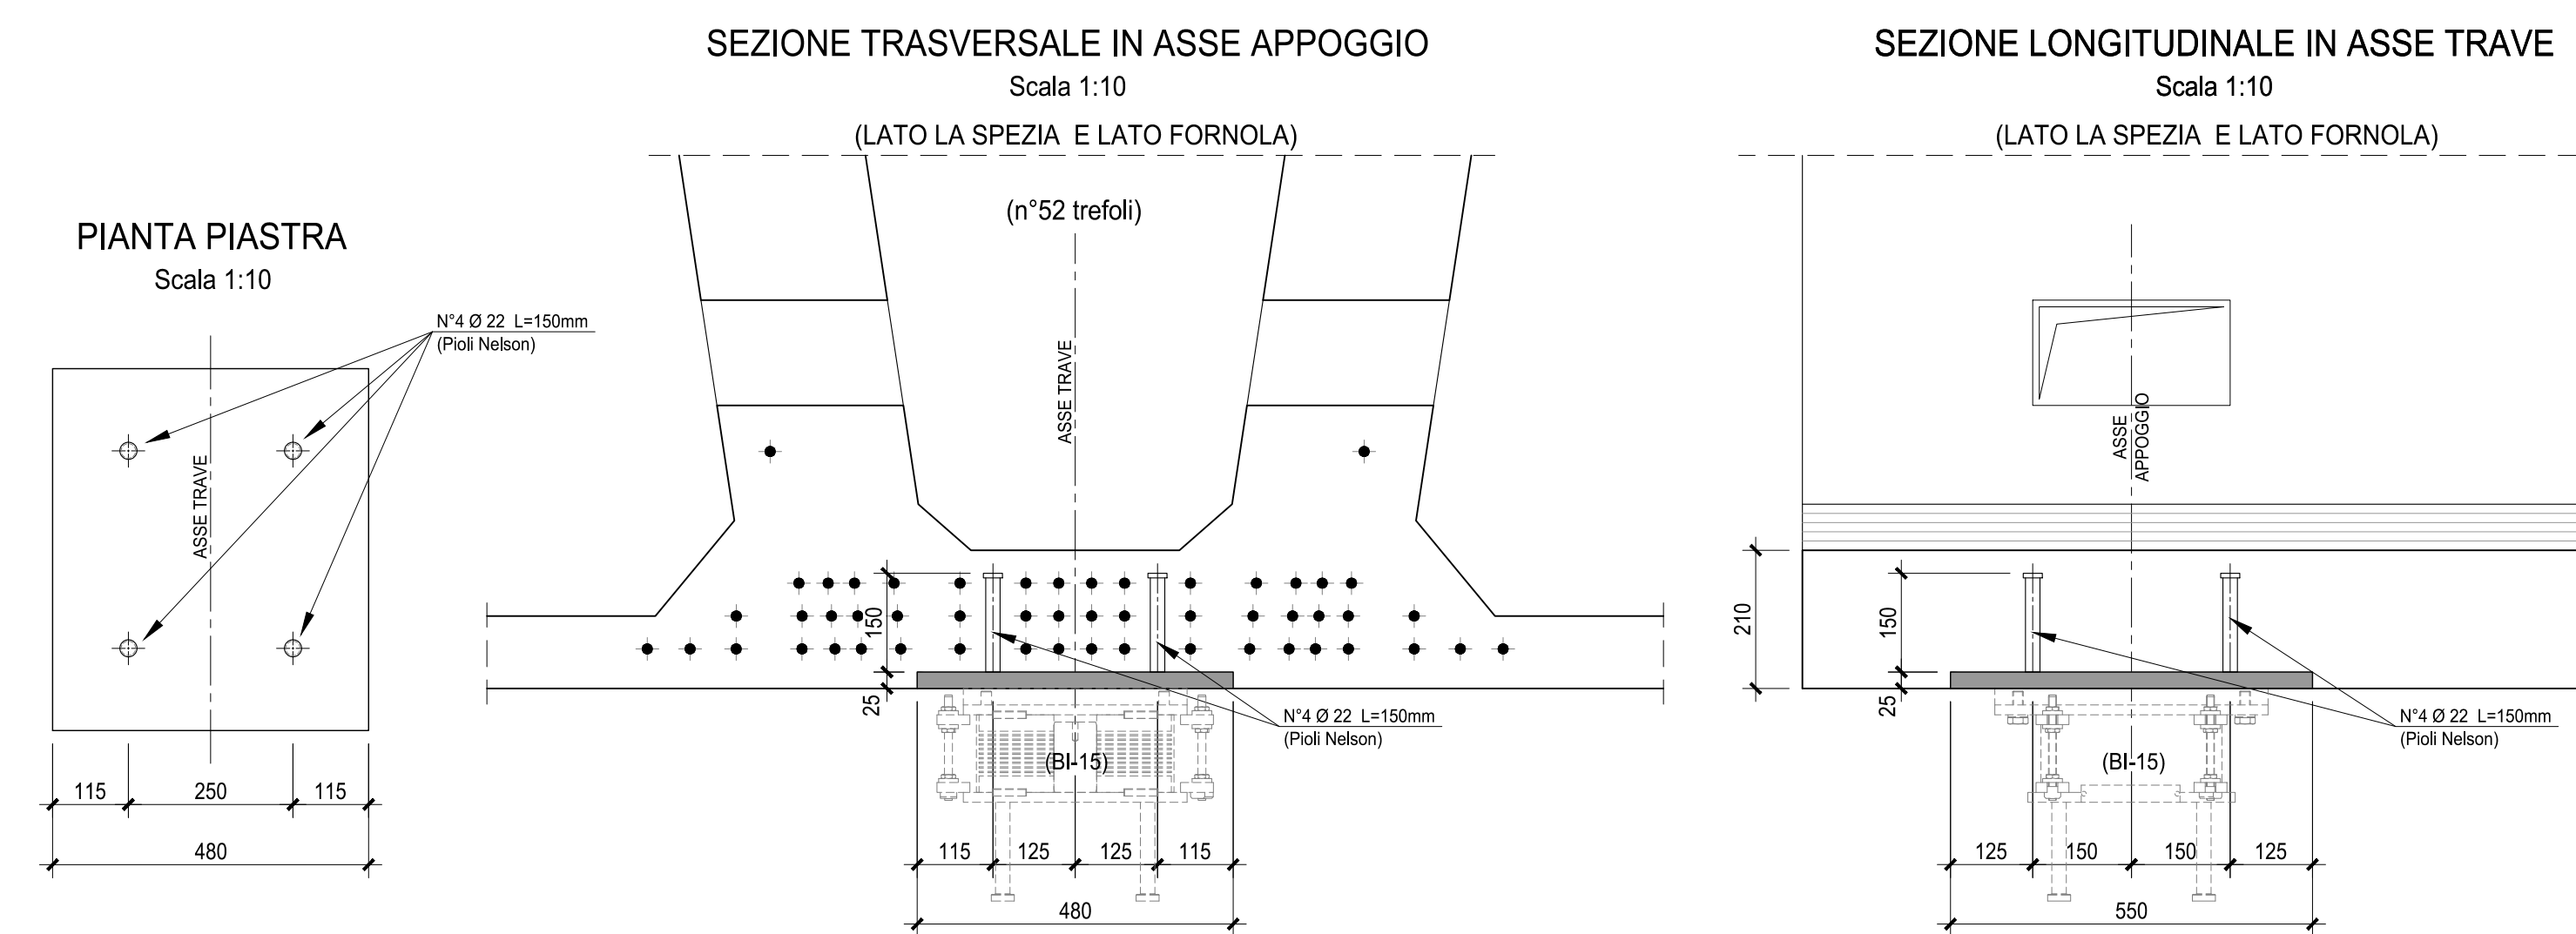 PIANTA PIASTRA
Scala 1:10
N°4 Ø 22 L=150mm
(Pioli Nelson)
ASSE TRAVE
115
250
115
480
SEZIONE TRASVERSALE IN ASSE APPOGGIO
Scala 1:10
(LATO LA SPEZIA E LATO FORNOLA)
(n°52 trefoli)
ASSE TRAVE
150
25
N°4 Ø 22 L=150mm
(Pioli Nelson)
(BI-15)
115
125
125
115
480
SEZIONE LONGITUDINALE IN ASSE TRAVE
Scala 1:10
(LATO LA SPEZIA E LATO FORNOLA)
ASSE
APPOGGIO
210
150
25
N°4 Ø 22 L=150mm
(Pioli Nelson)
(BI-15)
125
150
150
125
550